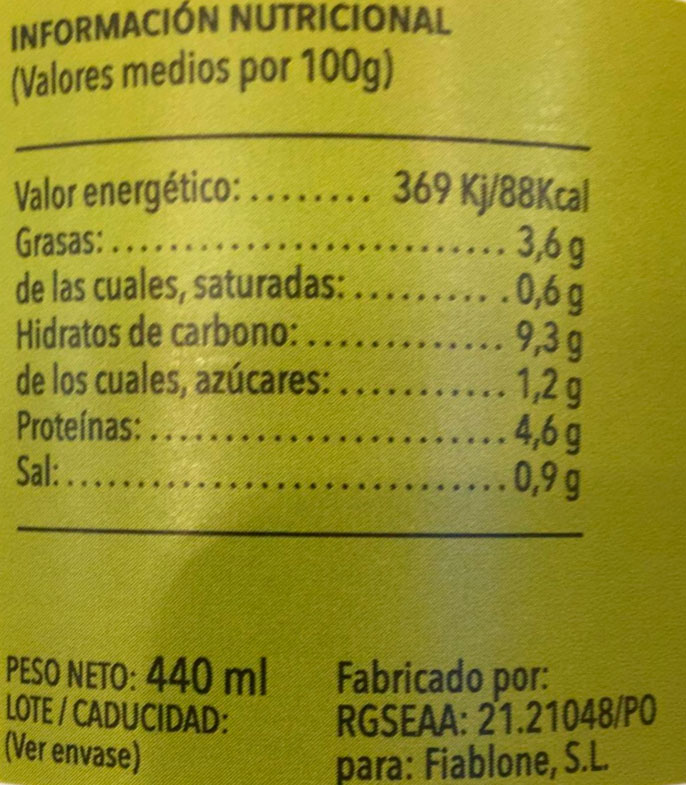 INFORMACIÓN NUTRICIONAL
(Valores medios por 100g)
Valor energético: ........ 369 Kj/88Kcal
Grasas: ............................ 3,6 g
de las cuales, saturadas: ........... 0,6 g
Hidratos de carbono: .............. 9,3 g
de los cuales, azúcares: ............ 1,2 g
Proteínas: ......................... 4,6 g
Sal: ................................ 0,9 g
PESO NETO: 440 ml
LOTE / CADUCIDAD:
(Ver envase)
Fabricado por:
RGSEAA: 21.21048/PO
para: Fiablone, S.L.